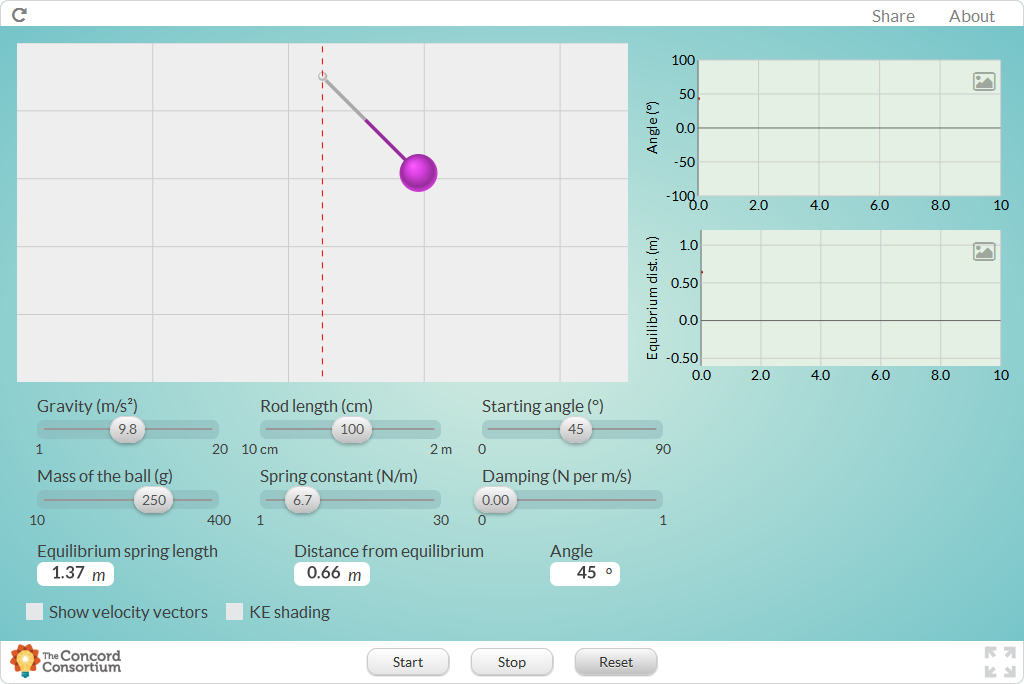 Share About
100
50
0.0
-50
-100
Angle (°)
0.0 2.0 4.0 6.0 8.0 10
1.0
0.50
0.0
-0.50
Equilibrium dist. (m)
0.0 2.0 4.0 6.0 8.0 10
Gravity (m/s²) Rod length (cm) Starting angle (°)
9.8 100 45
1 20 10 cm 2 m 0 90
Mass of the ball (g) Spring constant (N/m) Damping (N per m/s)
250 6.7 0.00
10 400 1 30 0 1
Equilibrium spring length Distance from equilibrium Angle
1.37 m 0.66 m 45 °
Show velocity vectors KE shading
The Concord
Consortium
Start Stop Reset